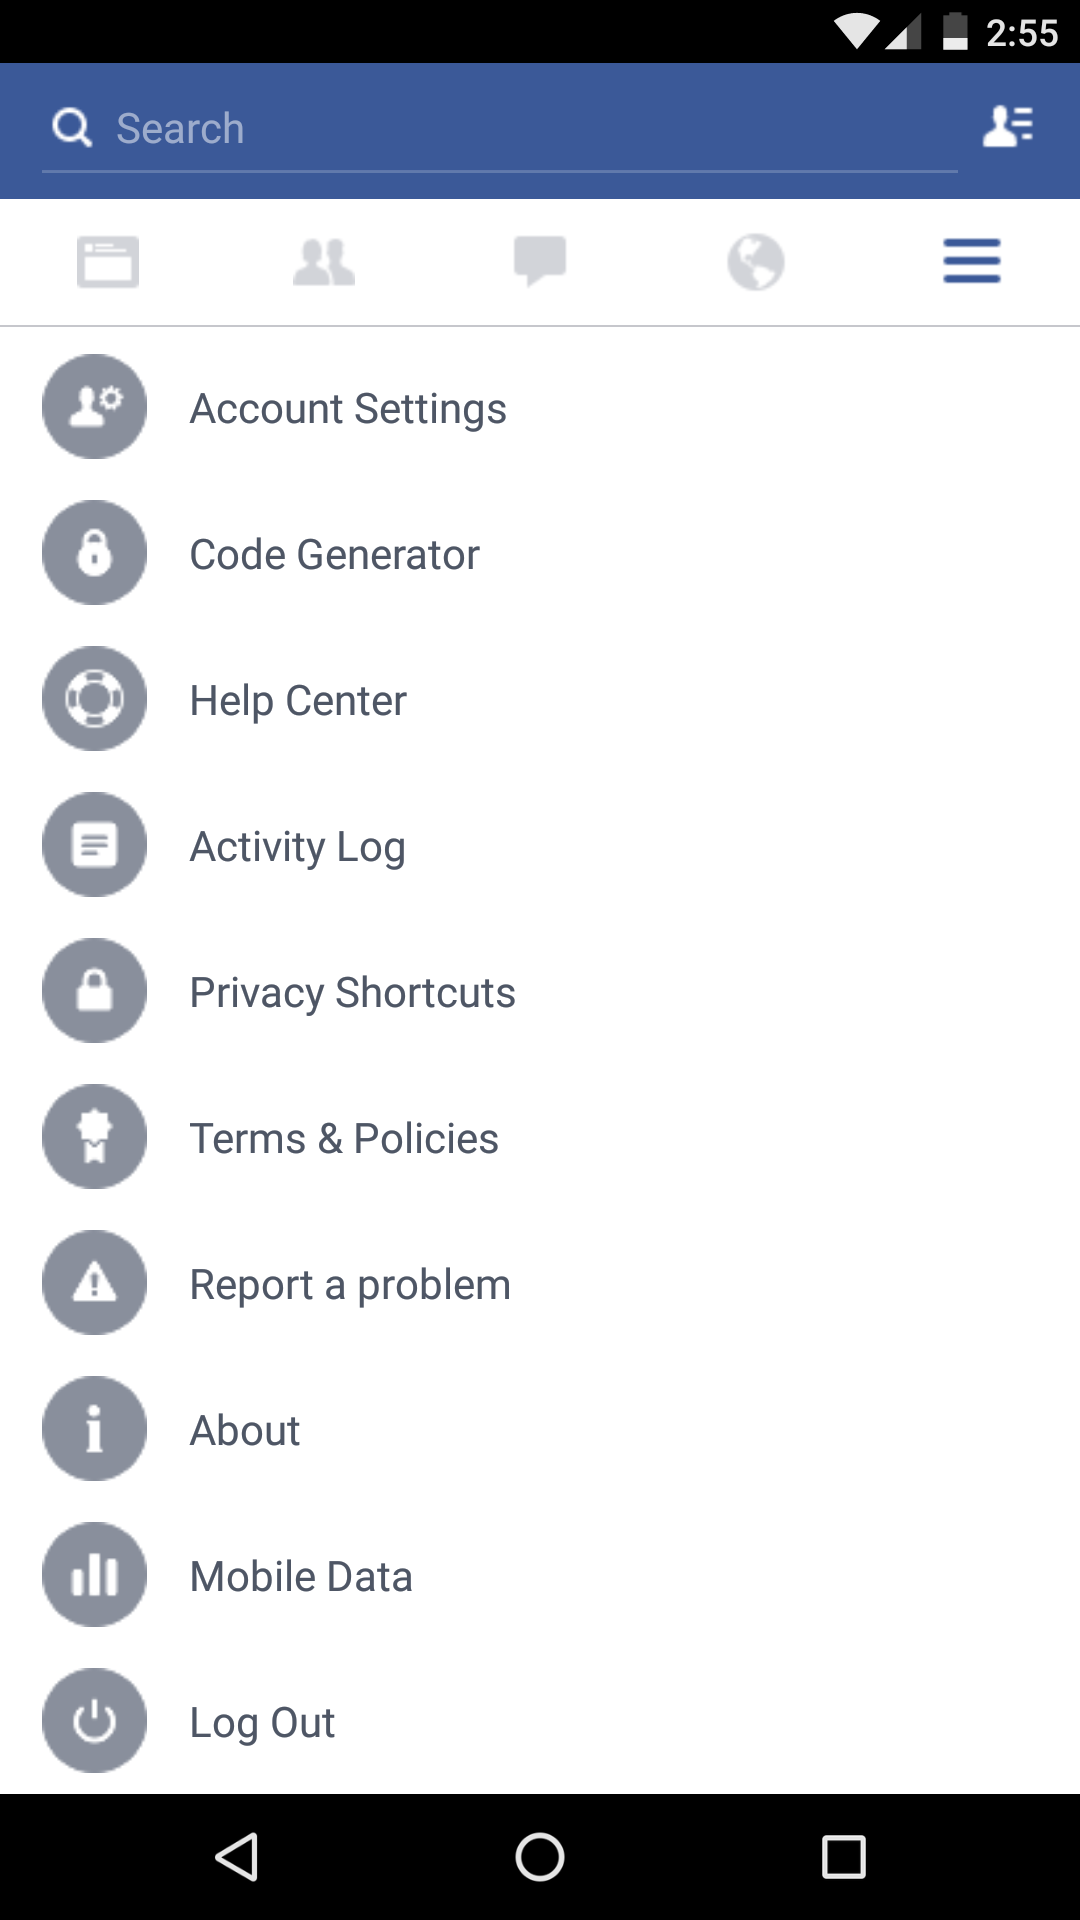 2:55
Search
Account Settings
Code Generator
Help Center
Activity Log
Privacy Shortcuts
Terms & Policies
Report a problem
About
Mobile Data
Log Out